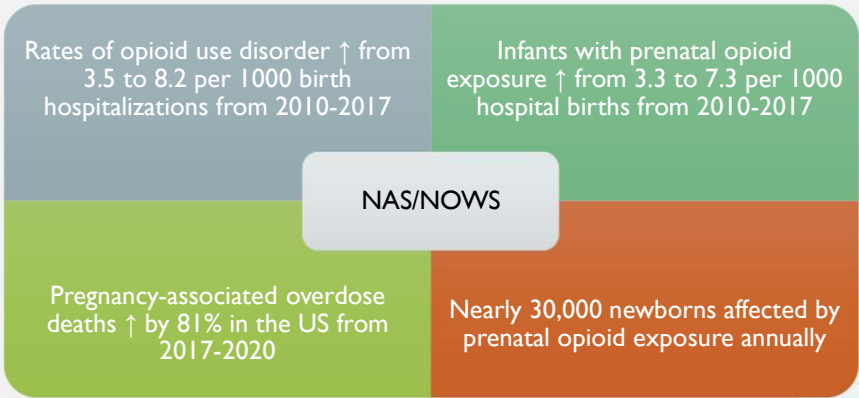 Rates of opioid use disorder ↑ from
3.5 to 8.2 per 1000 birth
hospitalizations from 2010-2017
Infants with prenatal opioid
exposure ↑ from 3.3 to 7.3 per 1000
hospital births from 2010-2017
NAS/NOWS
Pregnancy-associated overdose
deaths ↑ by 81% in the US from
2017-2020
Nearly 30,000 newborns affected by
prenatal opioid exposure annually